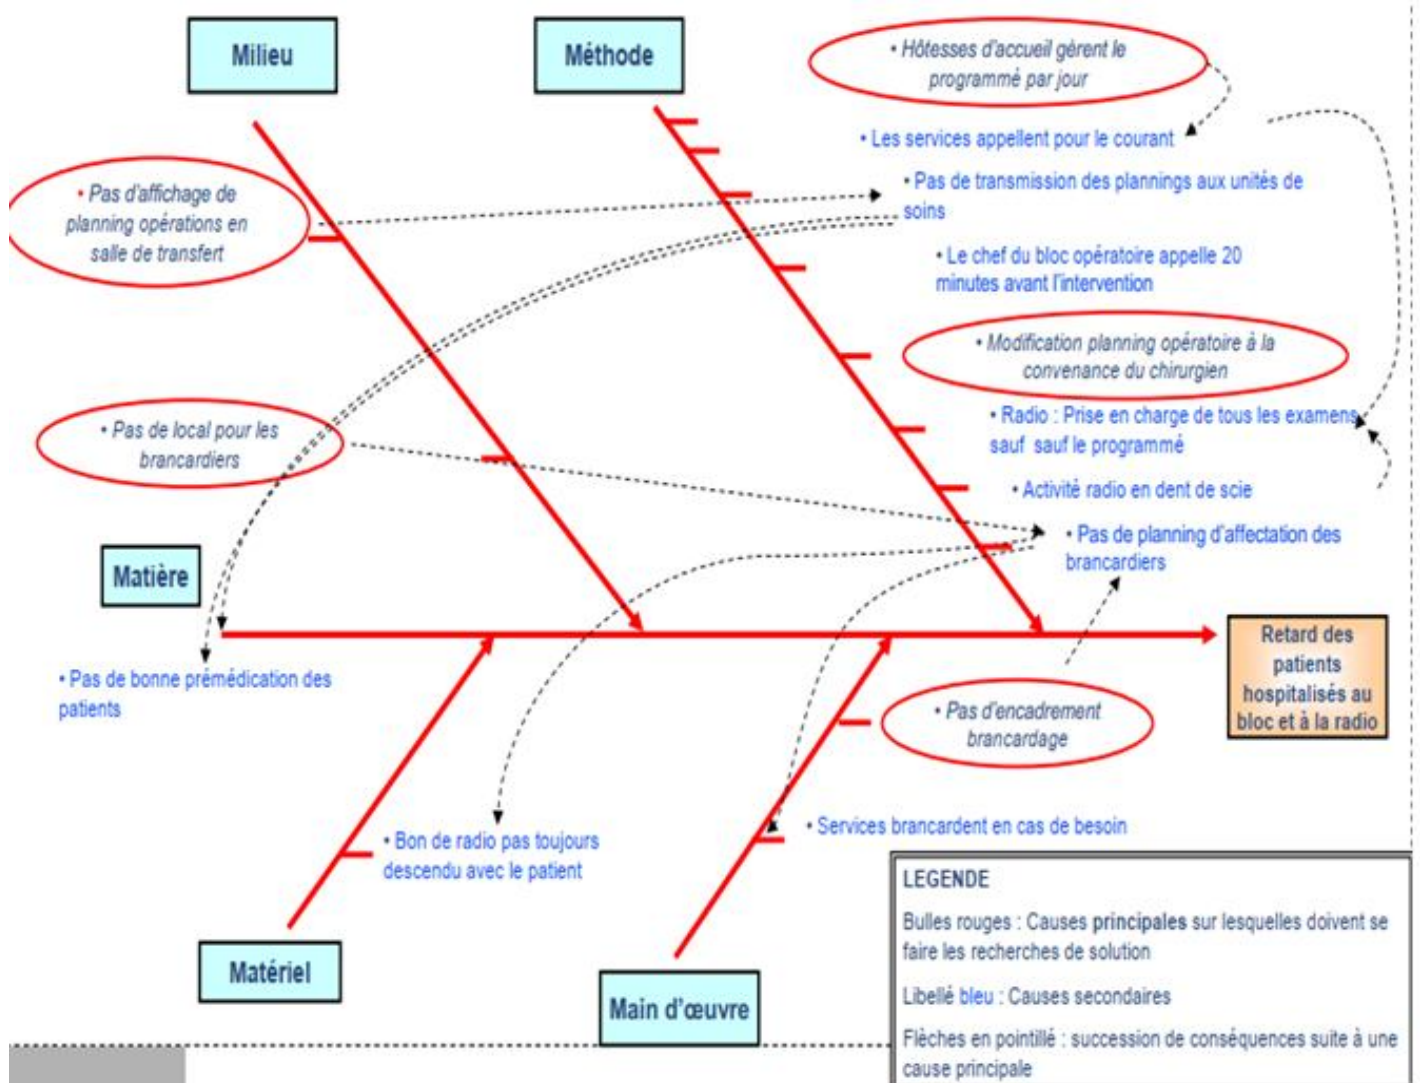 Milieu
Méthode
• Hôtesses d'accueil gèrent le
programmé par jour
• Les services appellent pour le courant
• Pas d'affichage de
planning opérations en
salle de transfert
• Pas de transmission des plannings aux unités de
soins
• Le chef du bloc opératoire appelle 20
minutes avant l'intervention
• Modification planning opératoire à la
convenance du chirurgien
• Pas de local pour les
brancardiers
• Radio : Prise en charge de tous les examens
sauf sauf le programmé
• Activité radio en dent de scie
• Pas de planning d'affectation des
brancardiers
Matière
Retard des
patients
hospitalisés au
bloc et à la radio
• Pas de bonne prémédication des
patients
• Pas d'encadrement
brancardage
• Services brancardent en cas de besoin
• Bon de radio pas toujours
descendu avec le patient
Matériel
Main d'œuvre
LEGENDE
Bulles rouges : Causes principales sur lesquelles doivent se
faire les recherches de solution
Libellé bleu : Causes secondaires
Flèches en pointillé : succession de conséquences suite à une
cause principale